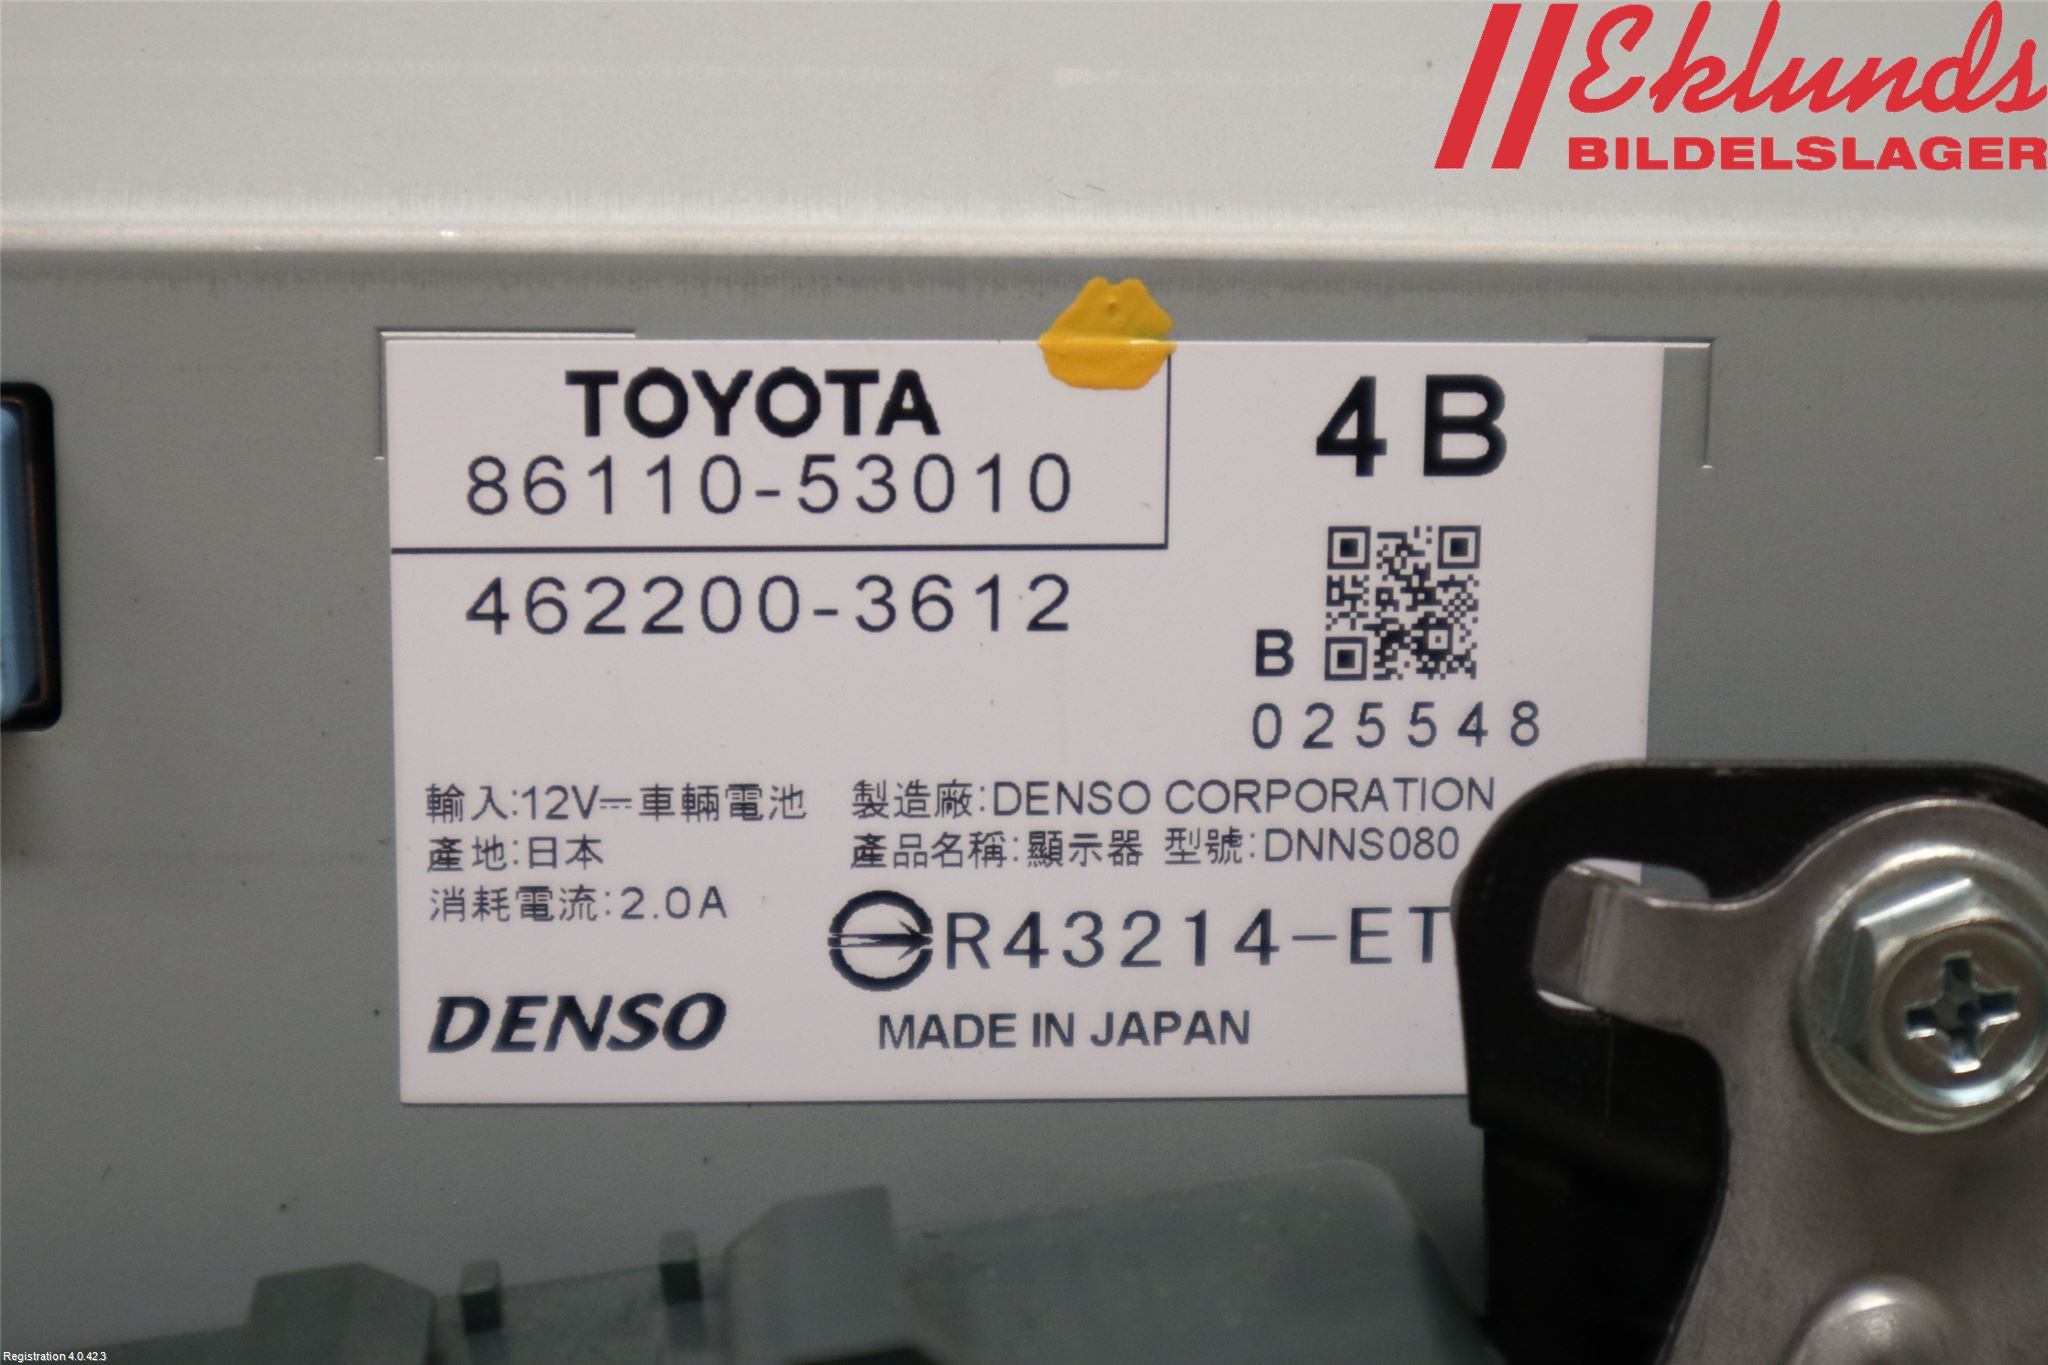 Eklunds
BILDELSLAGER
TOYOTA
86110-53010
4B
462200-3612
B
025548
輸入:12V⎓車輛電池
製造廠:DENSO CORPORATION
產地:日本
產品名稱:顯示器 型號:DNNS080
消耗電流:2.0A
R43214-ET
DENSO
MADE IN JAPAN
Registration 4.0.42.3